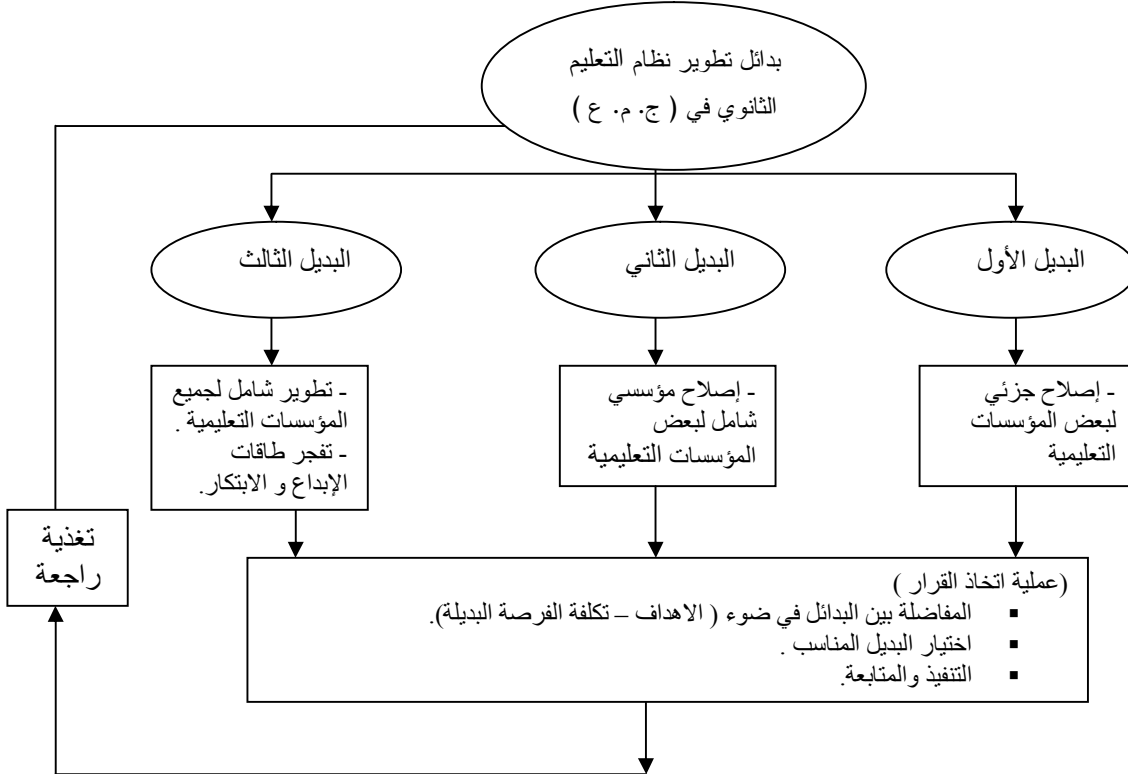 بدائل تطوير نظام التعليم
الثانوي في ( ج. م. ع )
البديل الأول
البديل الثاني
البديل الثالث
- إصلاح جزئي
لبعض المؤسسات
التعليمية
- إصلاح مؤسسي
شامل لبعض
المؤسسات التعليمية
- تطوير شامل لجميع
المؤسسات التعليمية .
- تفجر طاقات
الإبداع و الابتكار.
تغذية
راجعة
(عملية اتخاذ القرار )
▪ المفاضلة بين البدائل في ضوء ( الاهداف – تكلفة الفرصة البديلة).
▪ اختيار البديل المناسب .
▪ التنفيذ والمتابعة.